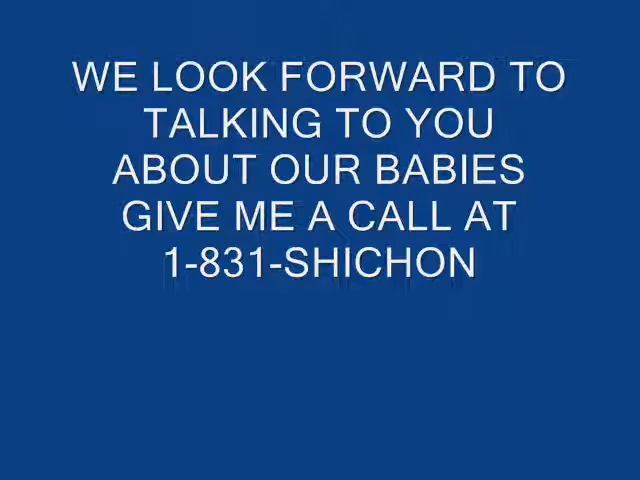 WE LOOK FORWARD TO
TALKING TO YOU
ABOUT OUR BABIES
GIVE ME A CALL AT
1-831-SHICHON